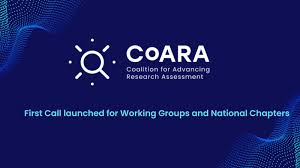 CoARA
Coalition for Advancing
Research Assessment
First Call launched for Working Groups and National Chapters